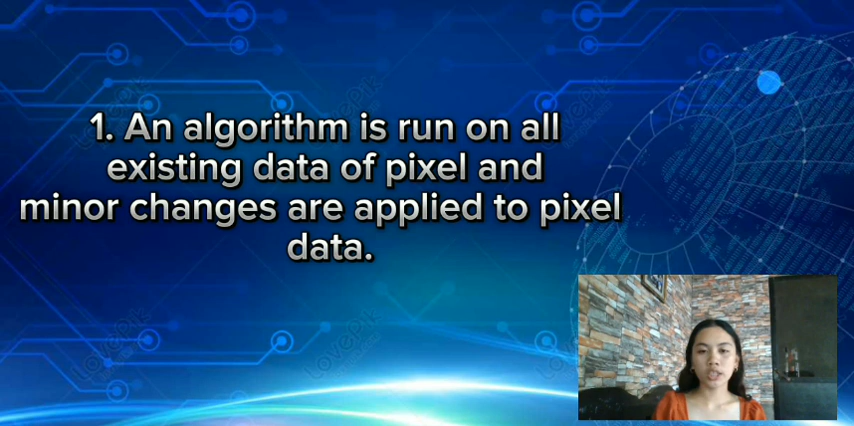 1. An algorithm is run on all
existing data of pixel and
minor changes are applied to pixel
data.